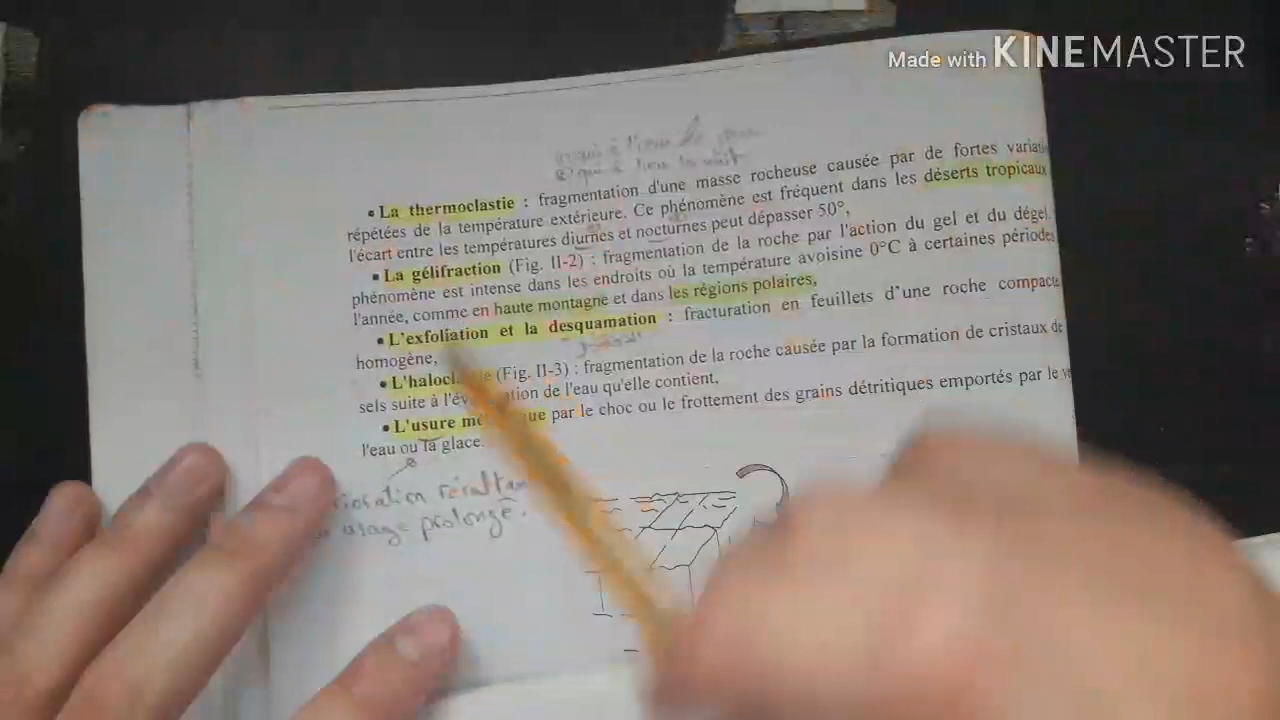 Made with KINEMASTER
qui à lieu
• La thermoclastie : fragmentation d'une masse rocheuse causée par de fortes variati
répétées de la température extérieure. Ce phénomène est fréquent dans les déserts tropicaux
l'écart entre les températures diurnes et nocturnes peut dépasser 50°,
• La gélifraction (Fig. II-2) : fragmentation de la roche par l'action du gel et du dégel.
phénomène est intense dans les endroits où la température avoisine 0°C à certaines périodes
l'année, comme en haute montagne et dans les régions polaires,
• L'exfoliation et la desquamation : fracturation en feuillets d'une roche compacte
homogène,
• L'haloc (Fig. II-3) : fragmentation de la roche causée par la formation de cristaux de
sels suite à l'év tion de l'eau qu'elle contient,
• L'usure mé que par le choc ou le frottement des grains détritiques emportés par le ve
l'eau ou la glace.
usage prolongé.